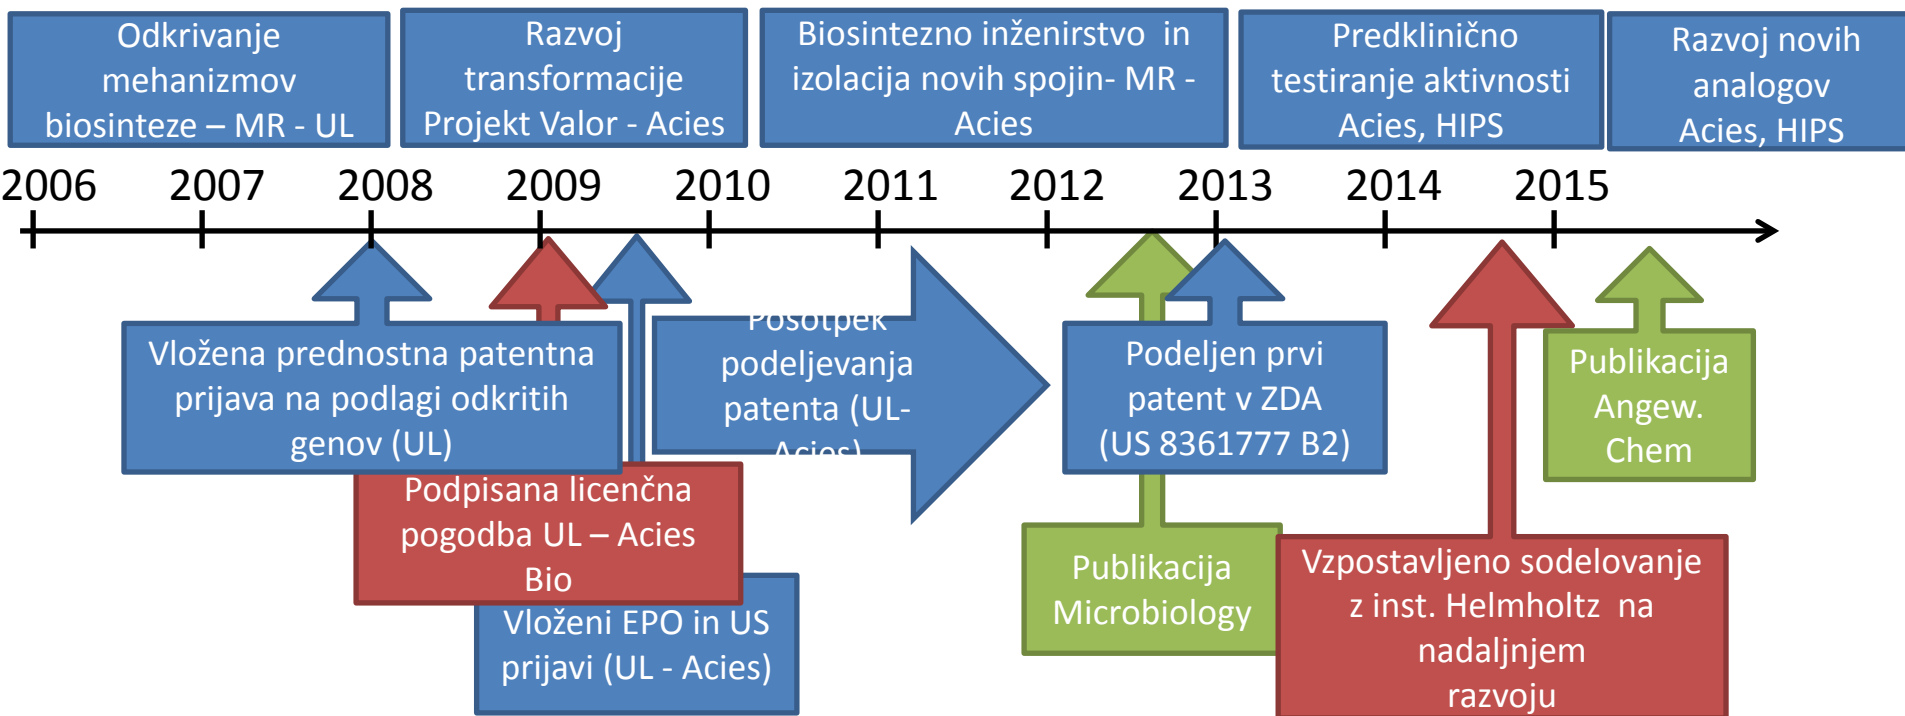 Odkrivanje
mehanizmov
biosinteze – MR - UL
Razvoj
transformacije
Projekt Valor - Acies
Biosintezno inženirstvo in
izolacija novih spojin- MR -
Acies
Predklinično
testiranje aktivnosti
Acies, HIPS
Razvoj novih
analogov
Acies, HIPS
2006 2007 2008 2009 2010 2011 2012 2013 2014 2015
Vložena prednostna patentna
prijava na podlagi odkritih
genov (UL)
Posotpek
podeljevanja
patenta (UL-
Acies)
Podeljen prvi
patent v ZDA
(US 8361777 B2)
Publikacija
Angew.
Chem
Podpisana licenčna
pogodba UL – Acies
Bio
Vloženi EPO in US
prijavi (UL - Acies)
Publikacija
Microbiology
Vzpostavljeno sodelovanje
z inst. Helmholtz na
nadaljnjem
razvoju